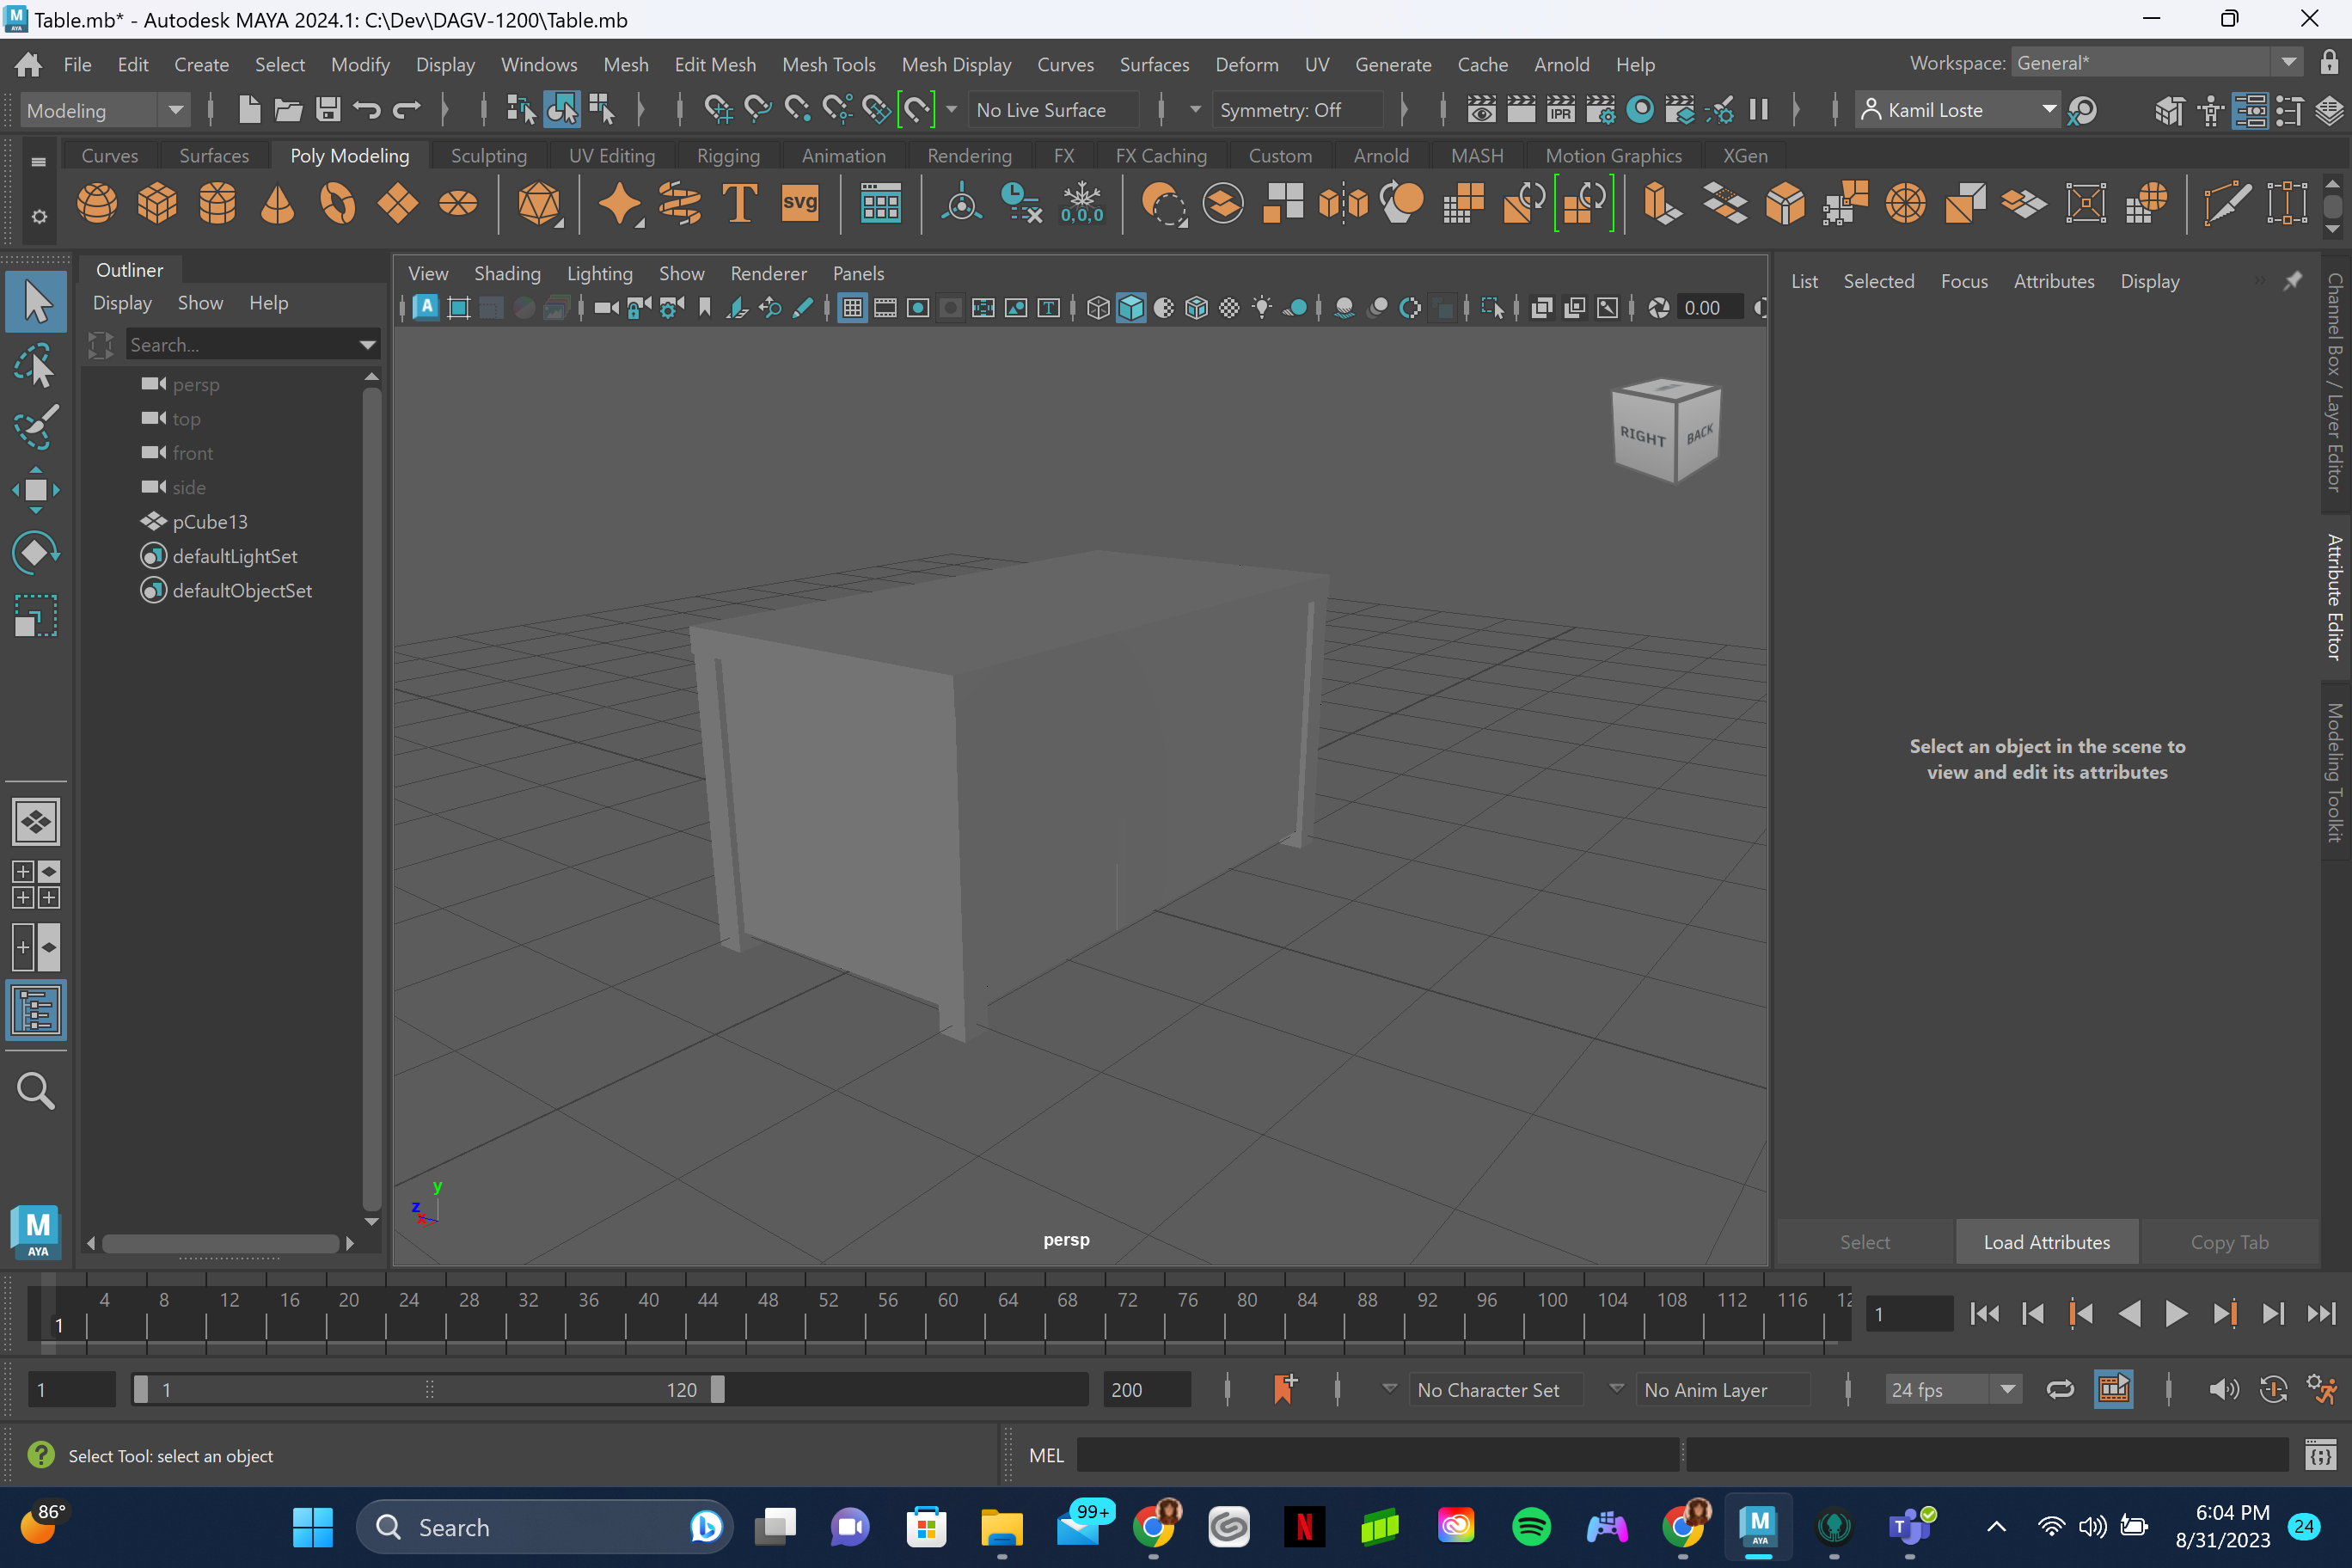 Table.mb* - Autodesk MAYA 2024.1: C:\Dev\DAGV-1200\Table.mb
File Edit Create Select Modify Display Windows Mesh Edit Mesh Mesh Tools Mesh Display Curves Surfaces Deform UV Generate Cache Arnold Help
Workspace: General*
Modeling
No Live Surface
Symmetry: Off
IPR
Kamil Loste
Curves Surfaces Poly Modeling Sculpting UV Editing Rigging Animation Rendering FX FX Caching Custom Arnold MASH Motion Graphics XGen
T
svg
0,0,0
Outliner
Display Show Help
Search...
persp
top
front
side
pCube13
defaultLightSet
defaultObjectSet
View Shading Lighting Show Renderer Panels
A
T
0.00
RIGHT
BACK
y
z
x
persp
List Selected Focus Attributes Display
Select an object in the scene to
view and edit its attributes
Select
Load Attributes
Copy Tab
Channel Box / Layer Editor
Attribute Editor
Modeling Toolkit
M
AYA
4 8 12 16 20 24 28 32 36 40 44 48 52 56 60 64 68 72 76 80 84 88 92 96 100 104 108 112 116 12
1
1
1
1
120
200
No Character Set
No Anim Layer
24 fps
Select Tool: select an object
MEL
86°
Search
99+
N
M
AYA
T
6:04 PM
8/31/2023
24